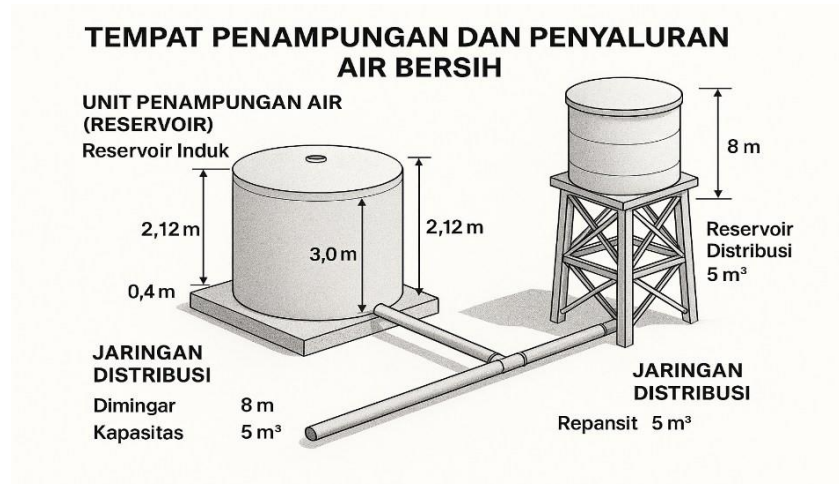 TEMPAT PENAMPUNGAN DAN PENYALURAN
AIR BERSIH
UNIT PENAMPUNGAN AIR
(RESERVOIR)
Reservoir Induk
2,12 m
3,0 m
2,12 m
0,4 m
8 m
Reservoir
Distribusi
5 m³
JARINGAN
DISTRIBUSI
Dimingar 8 m
Kapasitas 5 m³
JARINGAN
DISTRIBUSI
Repansit 5 m³